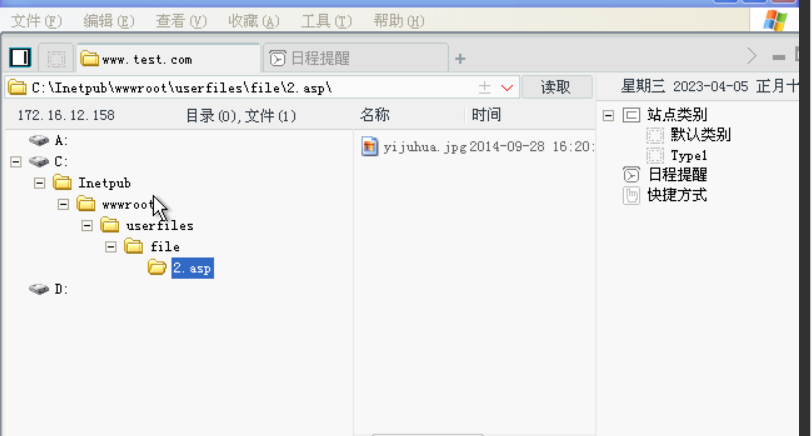 文件(F) 编辑(E) 查看(V) 收藏(A) 工具(T) 帮助(H)
www.test.com 日程提醒 +
C:\Inetpub\wwwroot\userfiles\file\2.asp\ 读取 星期三 2023-04-05 正月十
172.16.12.158 目录(0),文件(1) 名称 时间 站点类别
A: yijuhua.jpg 2014-09-28 16:20: 默认类别
C: Type1
Inetpub 日程提醒
wwwroot 快捷方式
userfiles
file
2.asp
D: